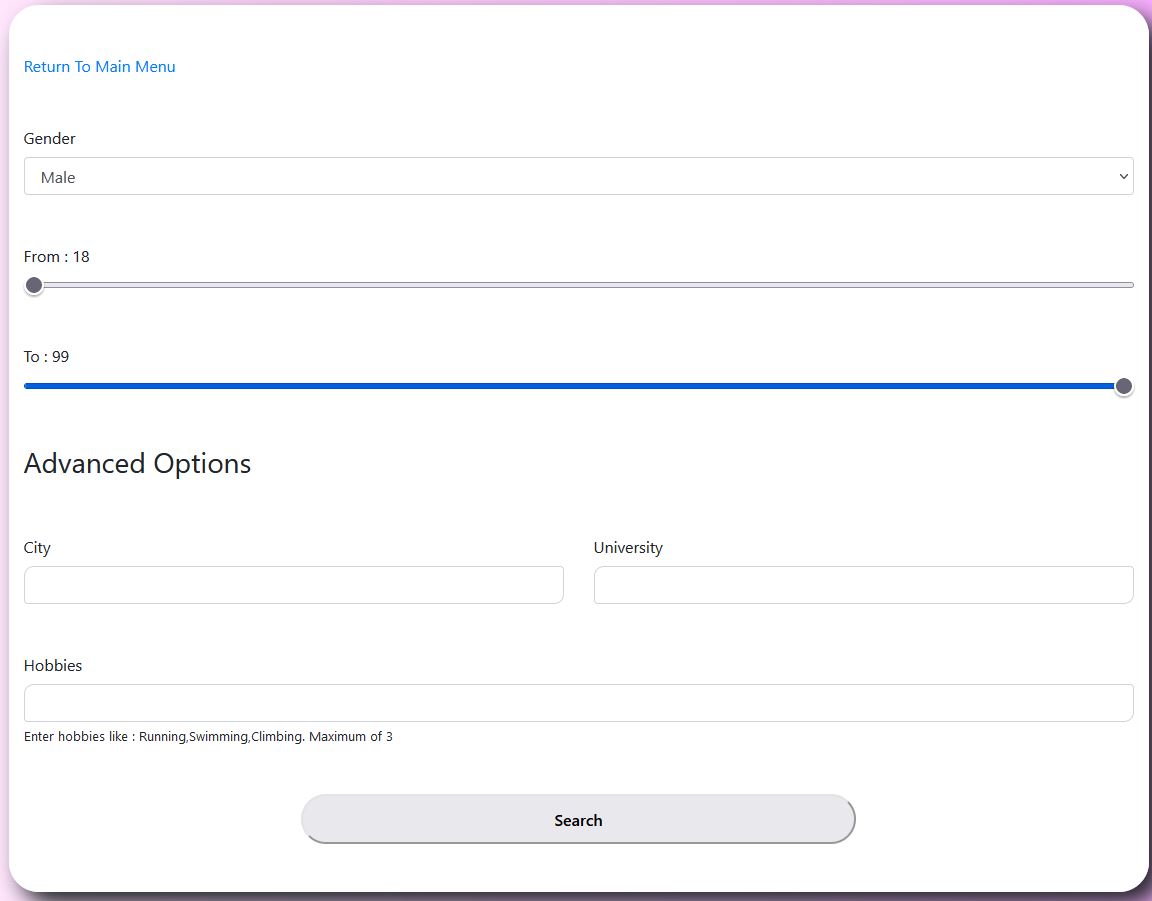 Return To Main Menu
Gender
Male
From : 18
To : 99
Advanced Options
City
University
Hobbies
Enter hobbies like : Running,Swimming,Climbing. Maximum of 3
Search